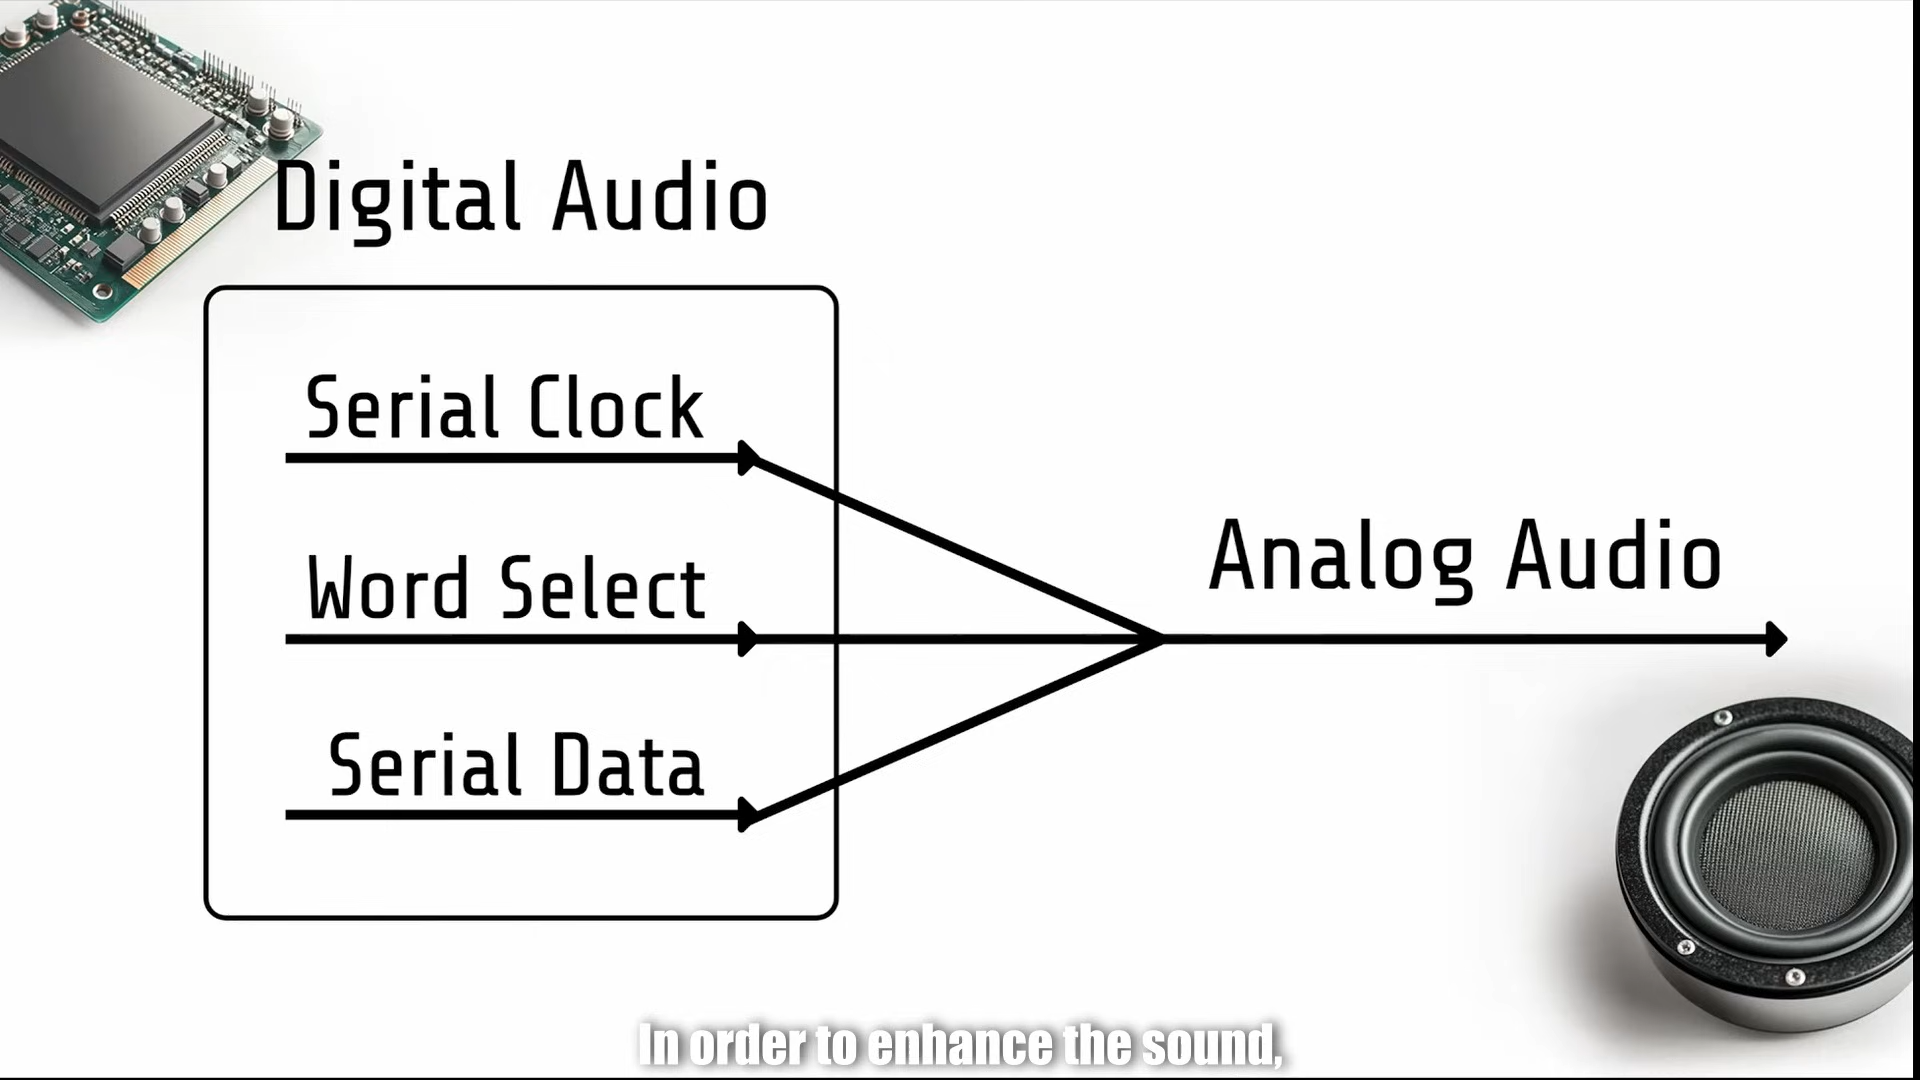 Digital Audio
Serial Clock
Word Select
Serial Data
Analog Audio
In order to enhance the sound,